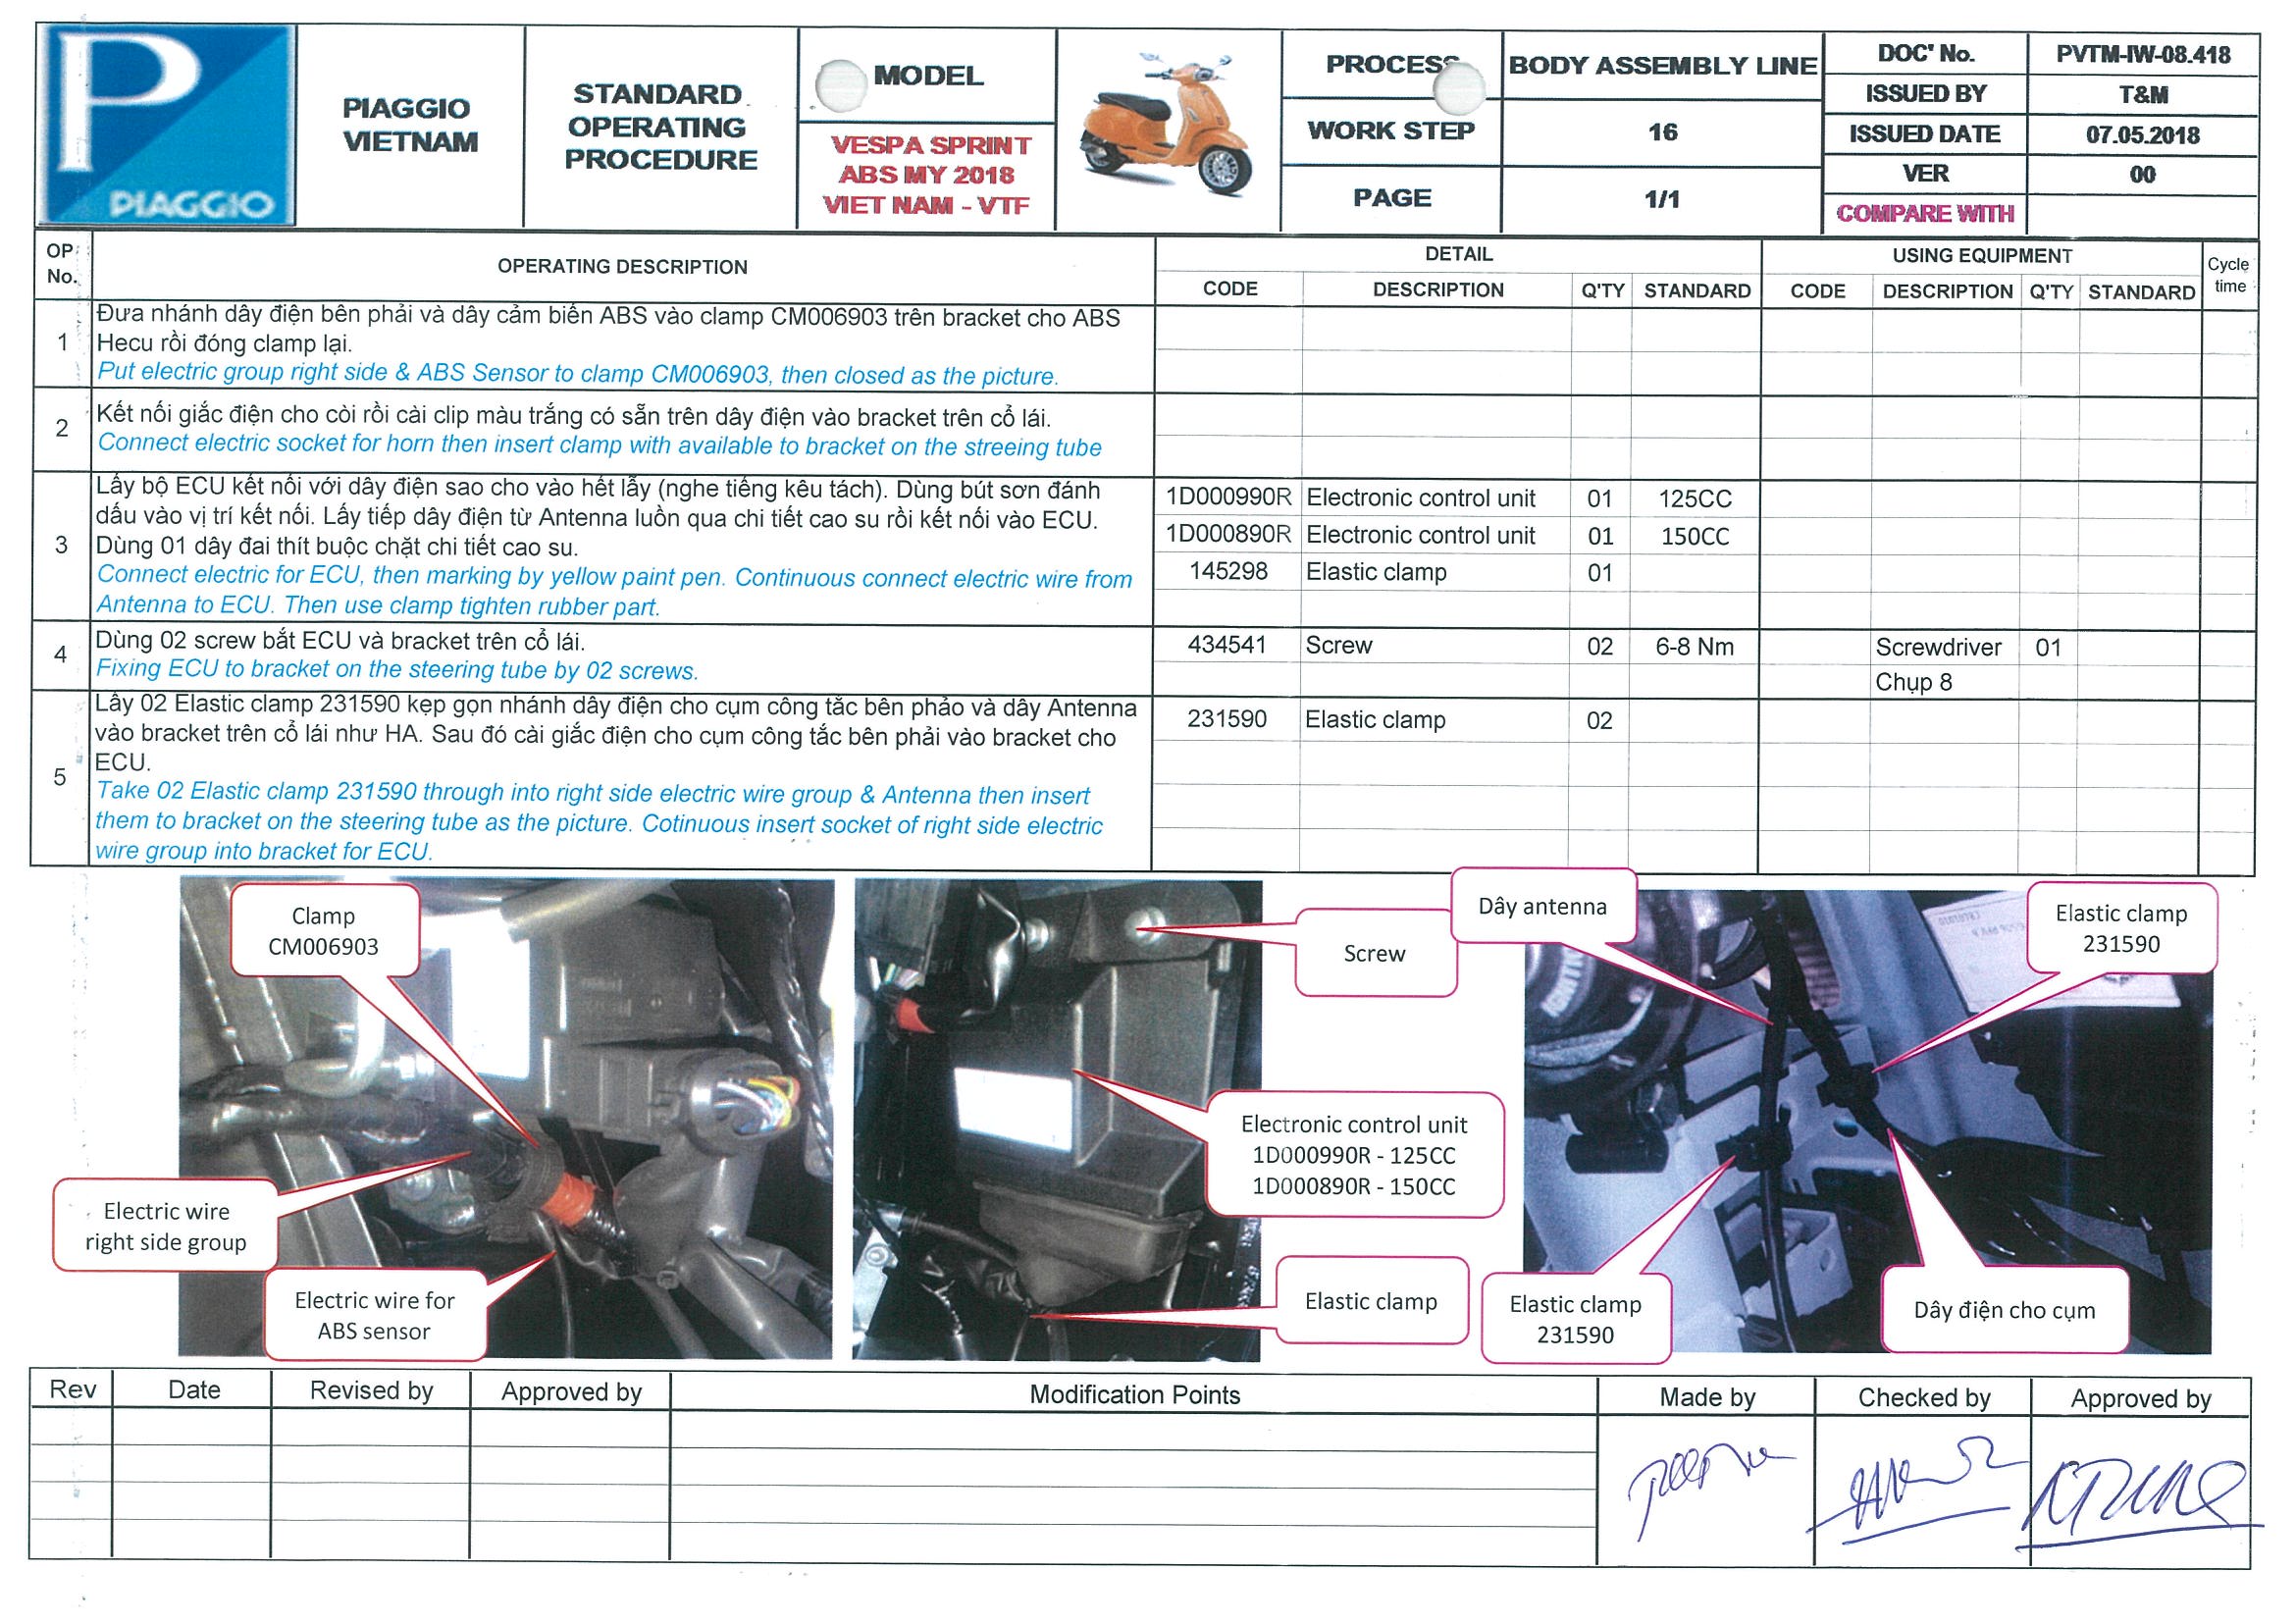 PIAGGIO
PIAGGIO
VIETNAM
STANDARD
OPERATING
PROCEDURE
MODEL
VESPA SPRINT
ABS MY 2018
VIET NAM - VTF
PROCESS
BODY ASSEMBLY LINE
WORK STEP
16
PAGE
1/1
DOC' No.
PVTM-IW-08.418
ISSUED BY
T&M
ISSUED DATE
07.05.2018
VER
00
COMPARE WITH
OP No.
OPERATING DESCRIPTION
DETAIL
USING EQUIPMENT
Cycle time
CODE DESCRIPTION Q'TY STANDARD CODE DESCRIPTION Q'TY STANDARD
1
Đưa nhánh dây điện bên phải và dây cảm biến ABS vào clamp CM006903 trên bracket cho ABS
Hecu rồi đóng clamp lại.
Put electric group right side & ABS Sensor to clamp CM006903, then closed as the picture.
2
Kết nối giắc điện cho còi rồi cài clip màu trắng có sẵn trên dây điện vào bracket trên cổ lái.
Connect electric socket for horn then insert clamp with available to bracket on the streeing tube
3
Lấy bộ ECU kết nối với dây điện sao cho vào hết lẫy (nghe tiếng kêu tách). Dùng bút sơn đánh
dấu vào vị trí kết nối. Lấy tiếp dây điện từ Antenna luồn qua chi tiết cao su rồi kết nối vào ECU.
Dùng 01 dây đai thít buộc chặt chi tiết cao su.
Connect electric for ECU, then marking by yellow paint pen. Continuous connect electric wire from
Antenna to ECU. Then use clamp tighten rubber part.
1D000990R Electronic control unit 01 125CC
1D000890R Electronic control unit 01 150CC
145298 Elastic clamp 01
4
Dùng 02 screw bắt ECU và bracket trên cổ lái.
Fixing ECU to bracket on the steering tube by 02 screws.
434541 Screw 02 6-8 Nm Screwdriver 01
Chụp 8
5
Lây 02 Elastic clamp 231590 kẹp gọn nhánh dây điện cho cụm công tắc bên phảo và dây Antenna
vào bracket trên cổ lái như HA. Sau đó cài giắc điện cho cụm công tắc bên phải vào bracket cho
ECU.
Take 02 Elastic clamp 231590 through into right side electric wire group & Antenna then insert
them to bracket on the steering tube as the picture. Cotinuous insert socket of right side electric
wire group into bracket for ECU.
231590 Elastic clamp 02
Clamp
CM006903
Electric wire
right side group
Electric wire for
ABS sensor
Screw
Electronic control unit
1D000990R - 125CC
1D000890R - 150CC
Elastic clamp
Dây antenna
Elastic clamp
231590
Elastic clamp
231590
Dây điện cho cụm
Rev Date Revised by Approved by Modification Points Made by Checked by Approved by